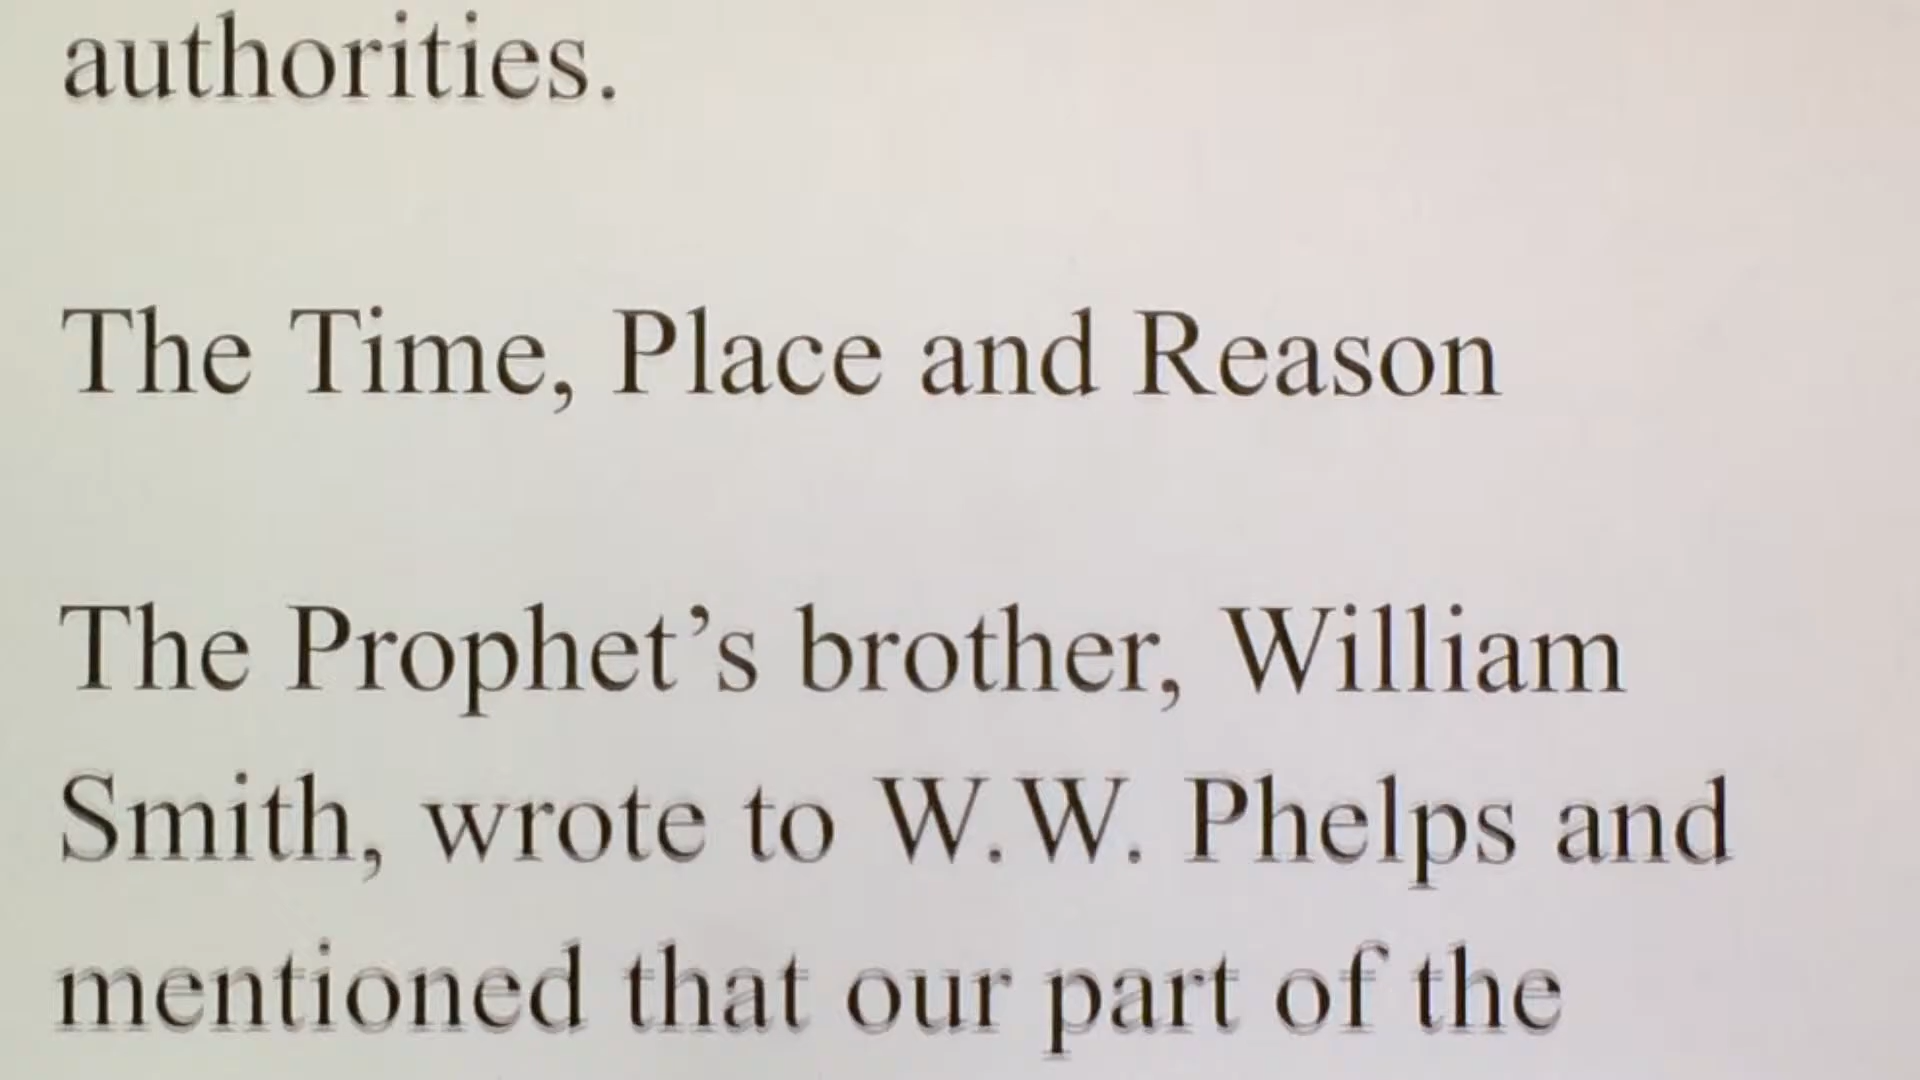 authorities.
The Time, Place and Reason
The Prophet’s brother, William
Smith, wrote to W.W. Phelps and
mentioned that our part of the